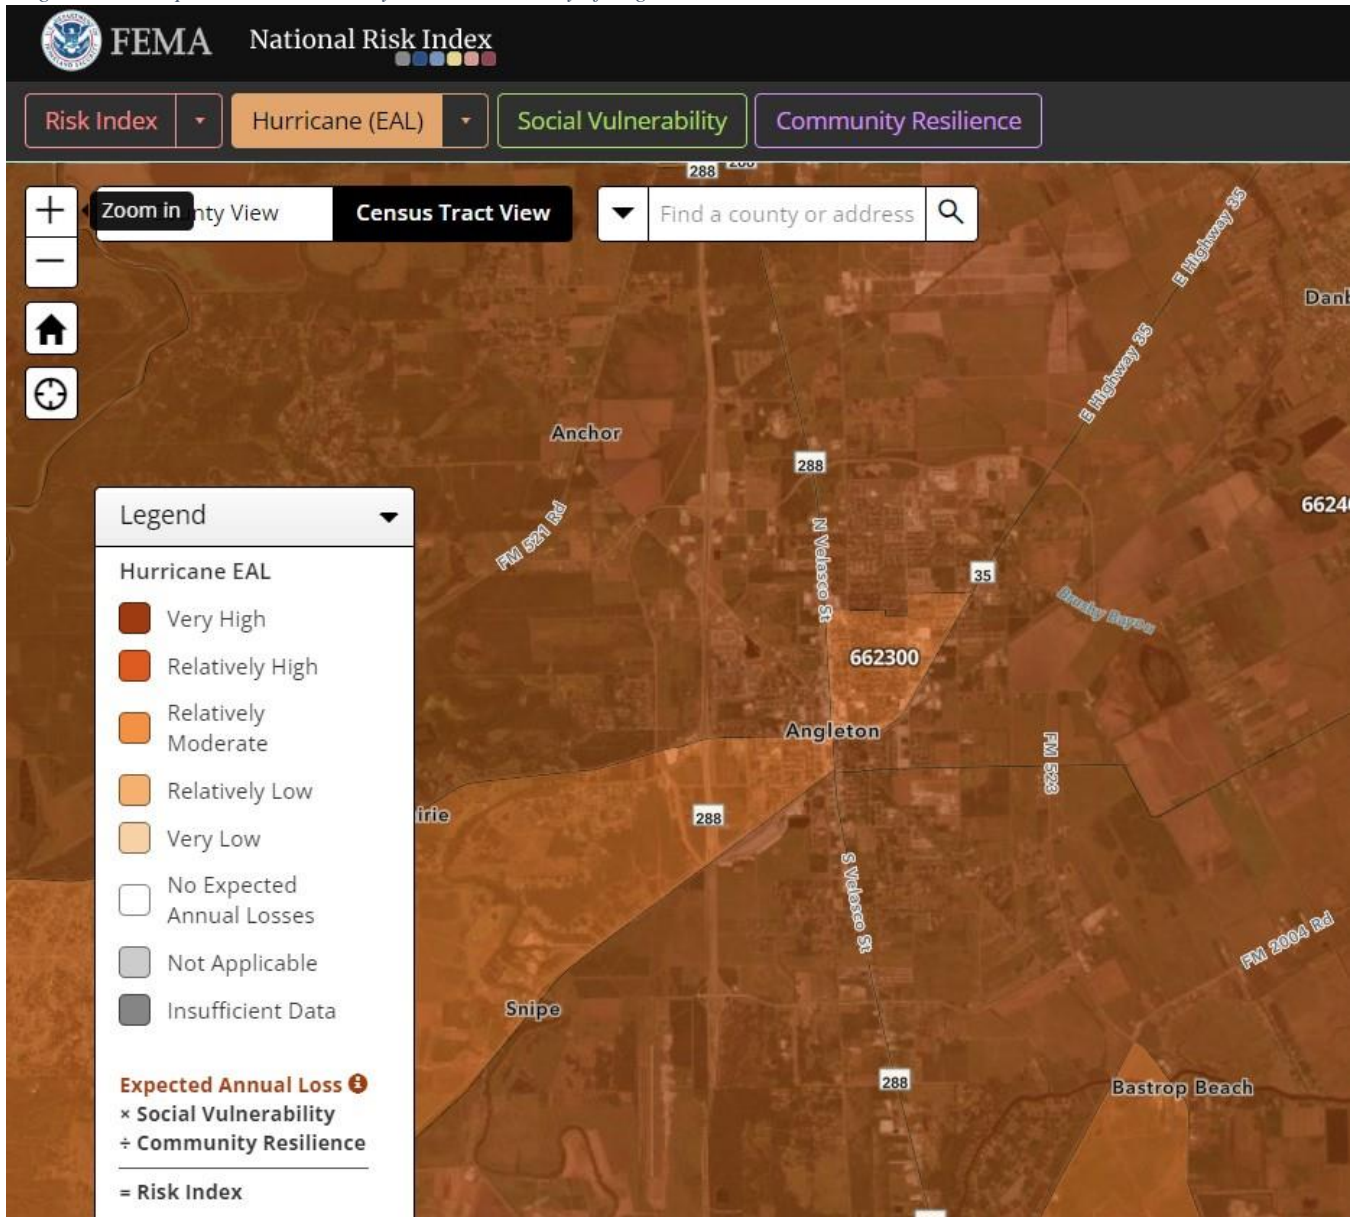 FEMA National Risk Index
Risk Index
Hurricane (EAL)
Social Vulnerability
Community Resilience
288
Zoom in
nty View
Census Tract View
Find a county or address
E Highway 35
Danb
E Highway 35
Anchor
288
66240
Legend
FM 521 Rd
N Velasco St
35
Hurricane EAL
Brushy Bayou
Very High
Relatively High
662300
Relatively
Moderate
Angleton
FM 523
Relatively Low
irie
288
Very Low
No Expected
Annual Losses
S Velasco St
Not Applicable
FM 2004 Rd
Snipe
Insufficient Data
288
Expected Annual Loss
Bastrop Beach
× Social Vulnerability
÷ Community Resilience
= Risk Index